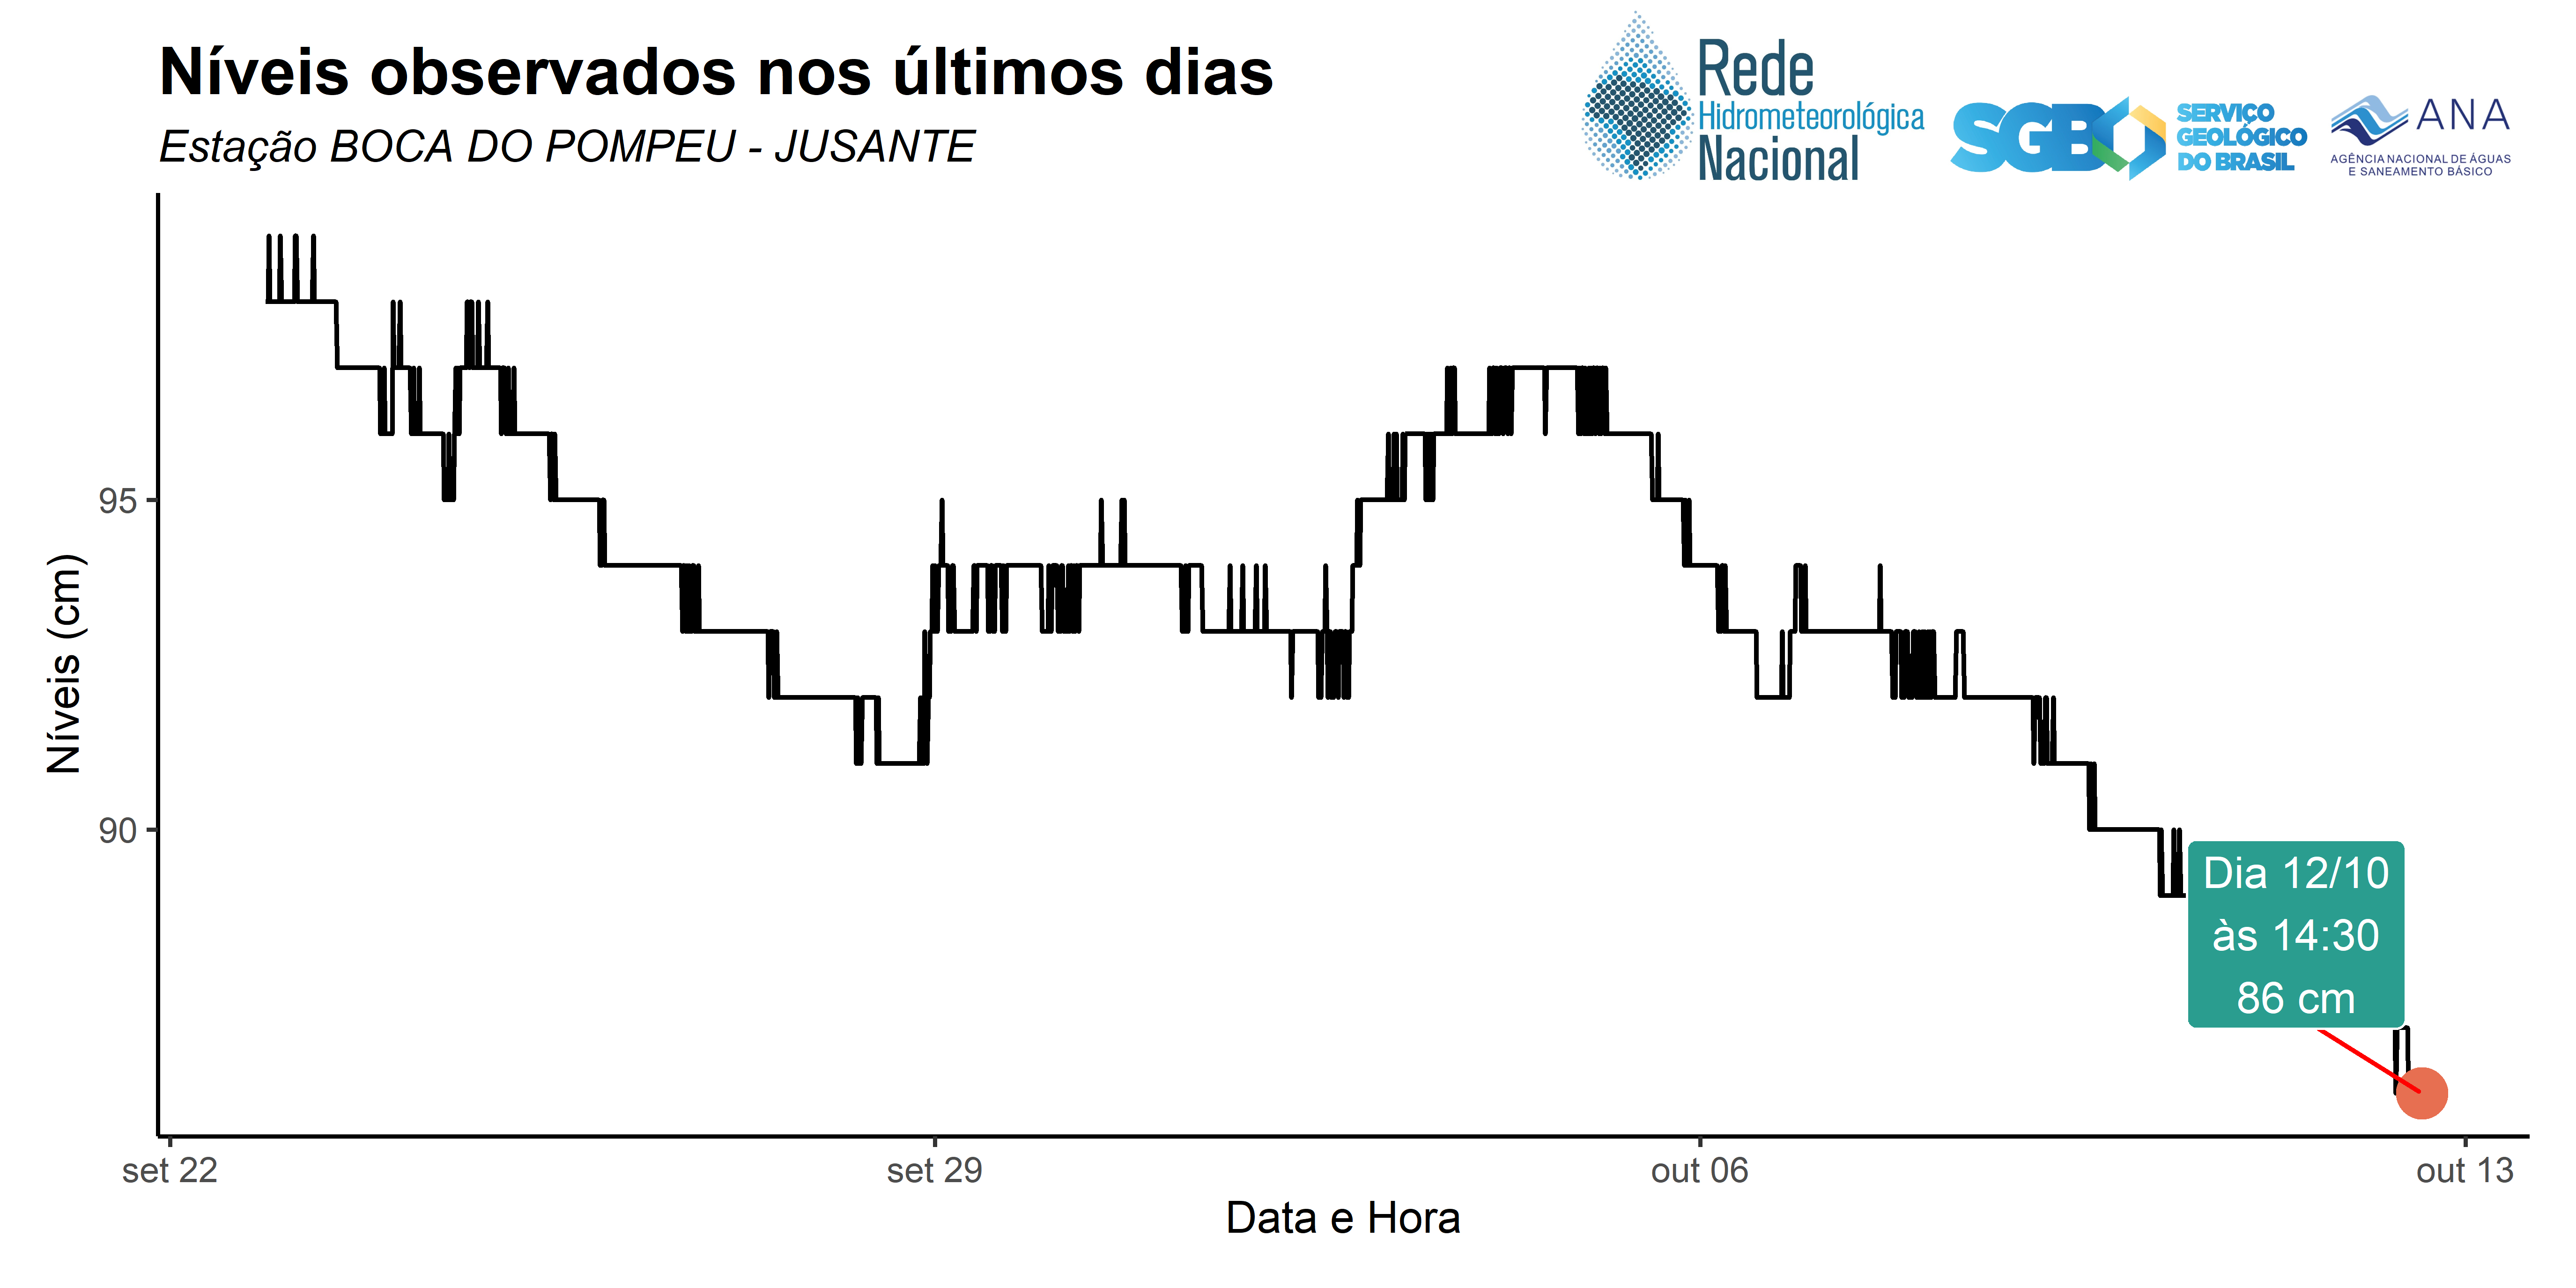 Níveis observados nos últimos dias
Estação BOCA DO POMPEU - JUSANTE
Rede
Hidrometeorológica
Nacional
SGB
SERVIÇO
GEOLÓGICO
DO BRASIL
ANA
AGÊNCIA NACIONAL DE ÁGUAS
E SANEAMENTO BÁSICO
Níveis (cm)
95
90
Dia 12/10
às 14:30
86 cm
set 22
set 29
out 06
out 13
Data e Hora